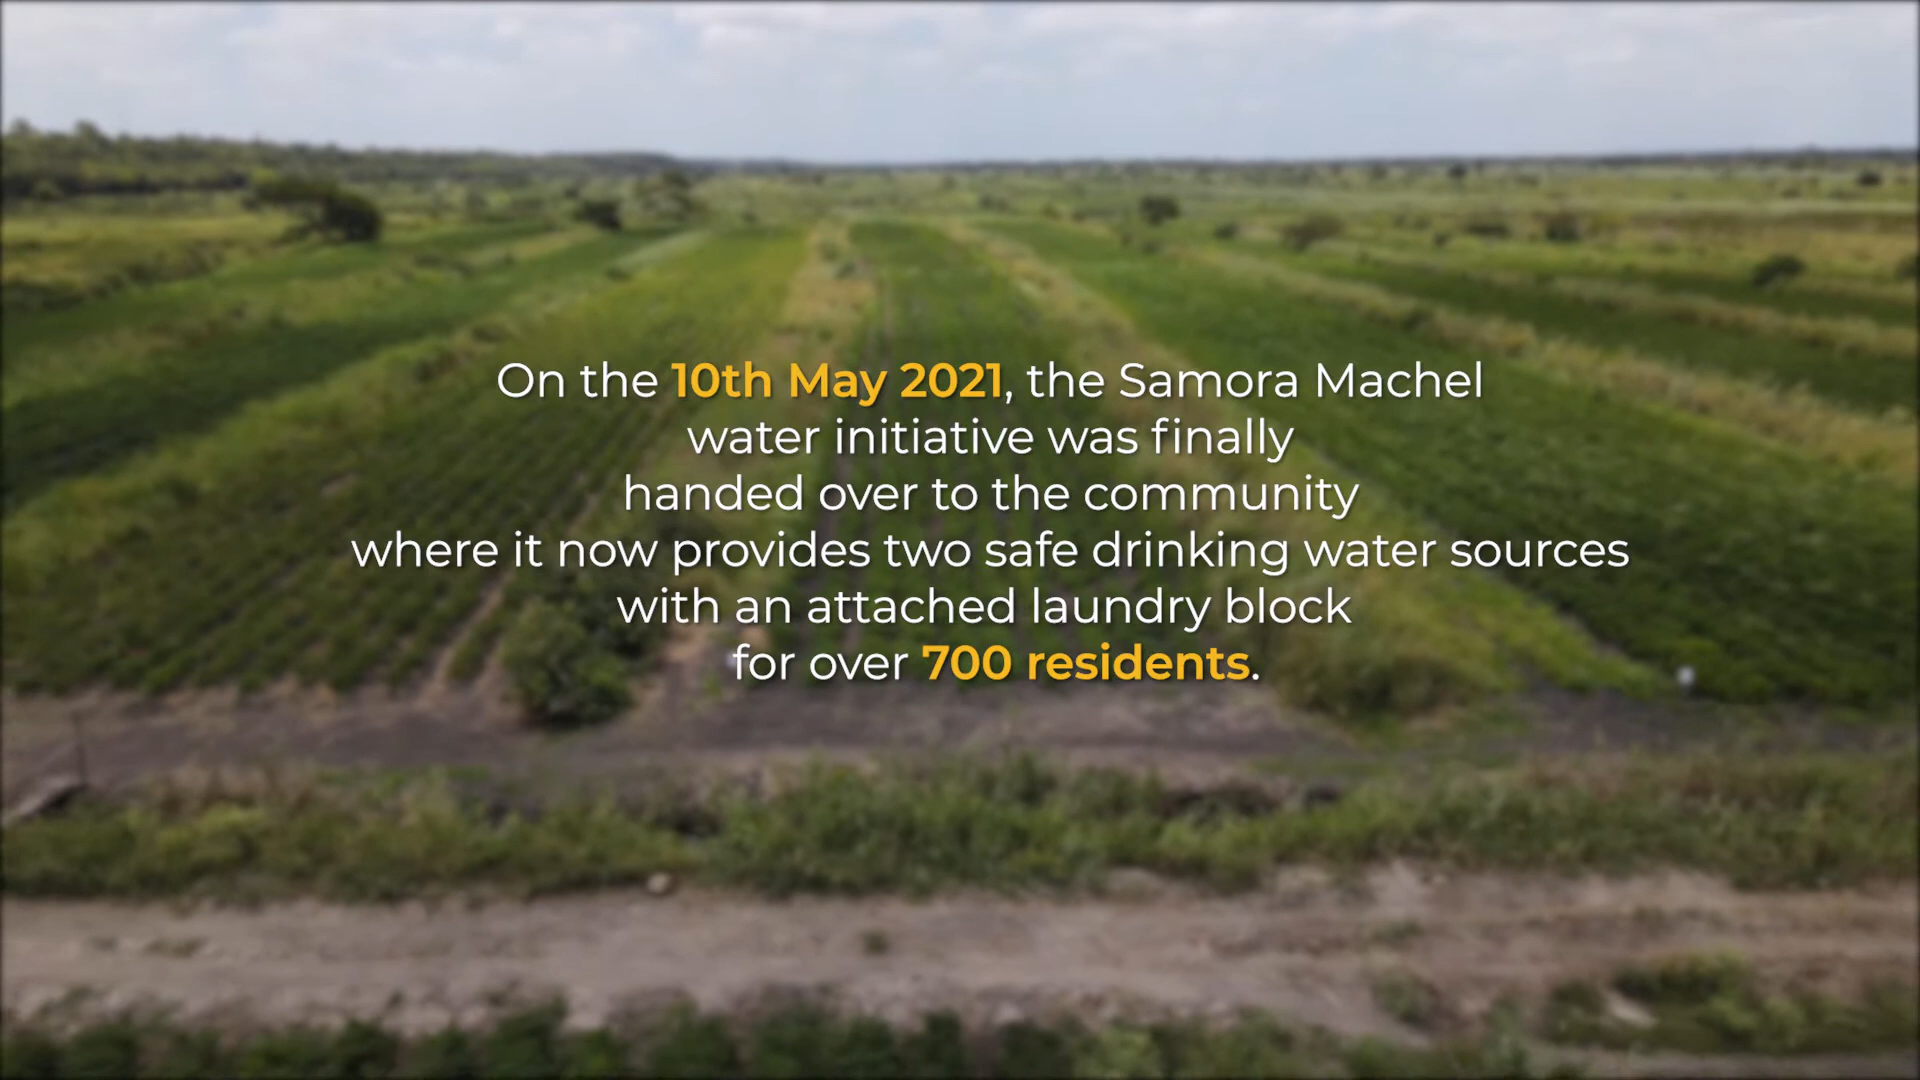 On the 10th May 2021, the Samora Machel
water initiative was finally
handed over to the community
where it now provides two safe drinking water sources
with an attached laundry block
for over 700 residents.